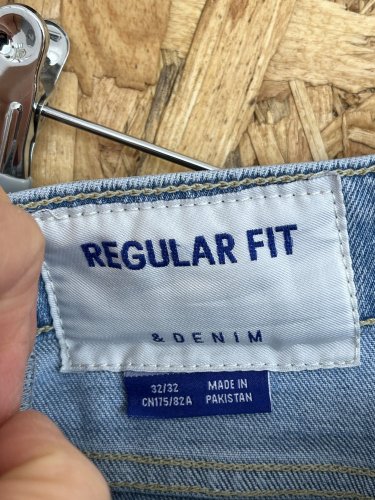 REGULAR FIT
& DENIM
32/32
CN175/82A
MADE IN
PAKISTAN